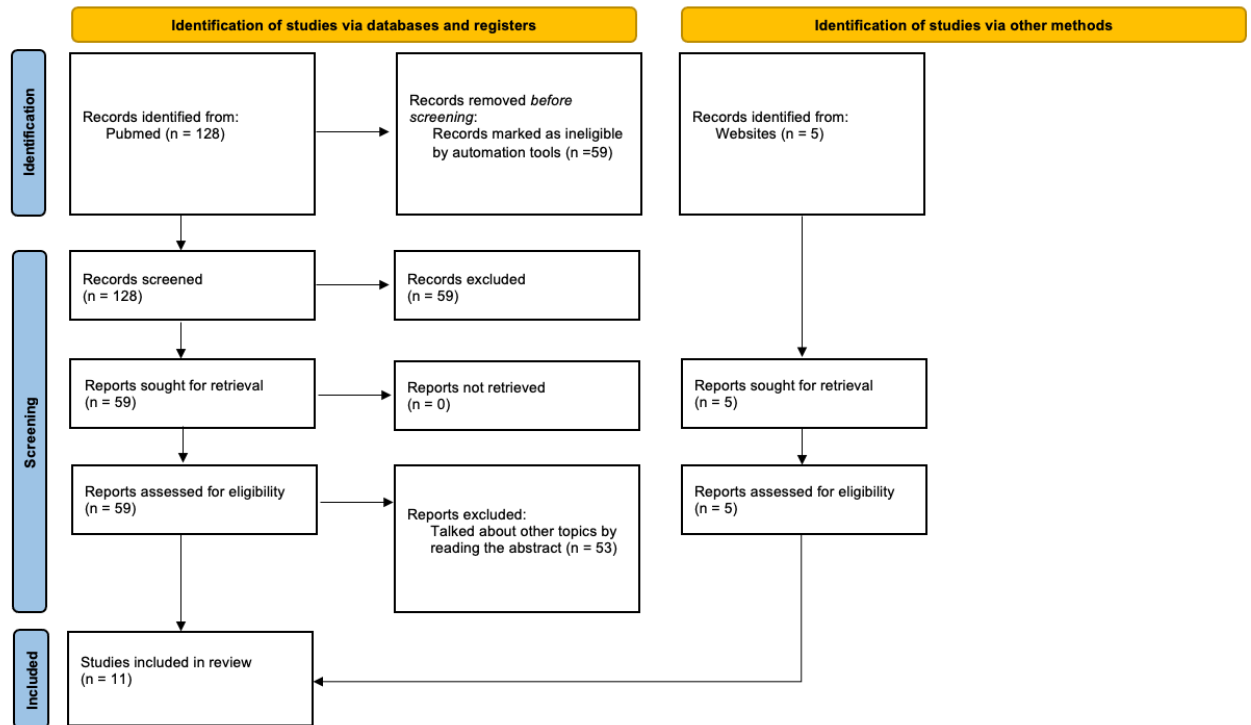 Identification of studies via databases and registers
Identification of studies via other methods
Identification
Records identified from:
Pubmed (n = 128)
Records removed before
screening:
Records marked as ineligible
by automation tools (n =59)
Records identified from:
Websites (n = 5)
Screening
Records screened
(n = 128)
Records excluded
(n = 59)
Reports sought for retrieval
(n = 59)
Reports not retrieved
(n = 0)
Reports sought for retrieval
(n = 5)
Reports assessed for eligibility
(n = 59)
Reports excluded:
Talked about other topics by
reading the abstract (n = 53)
Reports assessed for eligibility
(n = 5)
Included
Studies included in review
(n = 11)